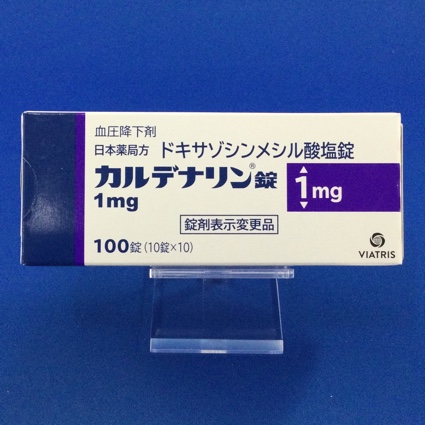 血圧降下剤
日本薬局方 ドキサゾシンメシル酸塩錠
カルデナリン®錠
1mg
1mg
錠剤表示変更品
100錠(10錠×10)
VIATRIS